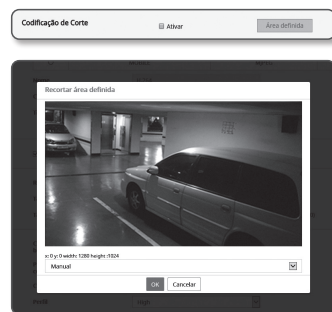 Codificação de Corte
Ativar
Área definida
Recortar área definida
x: 0 y: 0 width: 1280 height :1024
Manual
OK
Cancelar